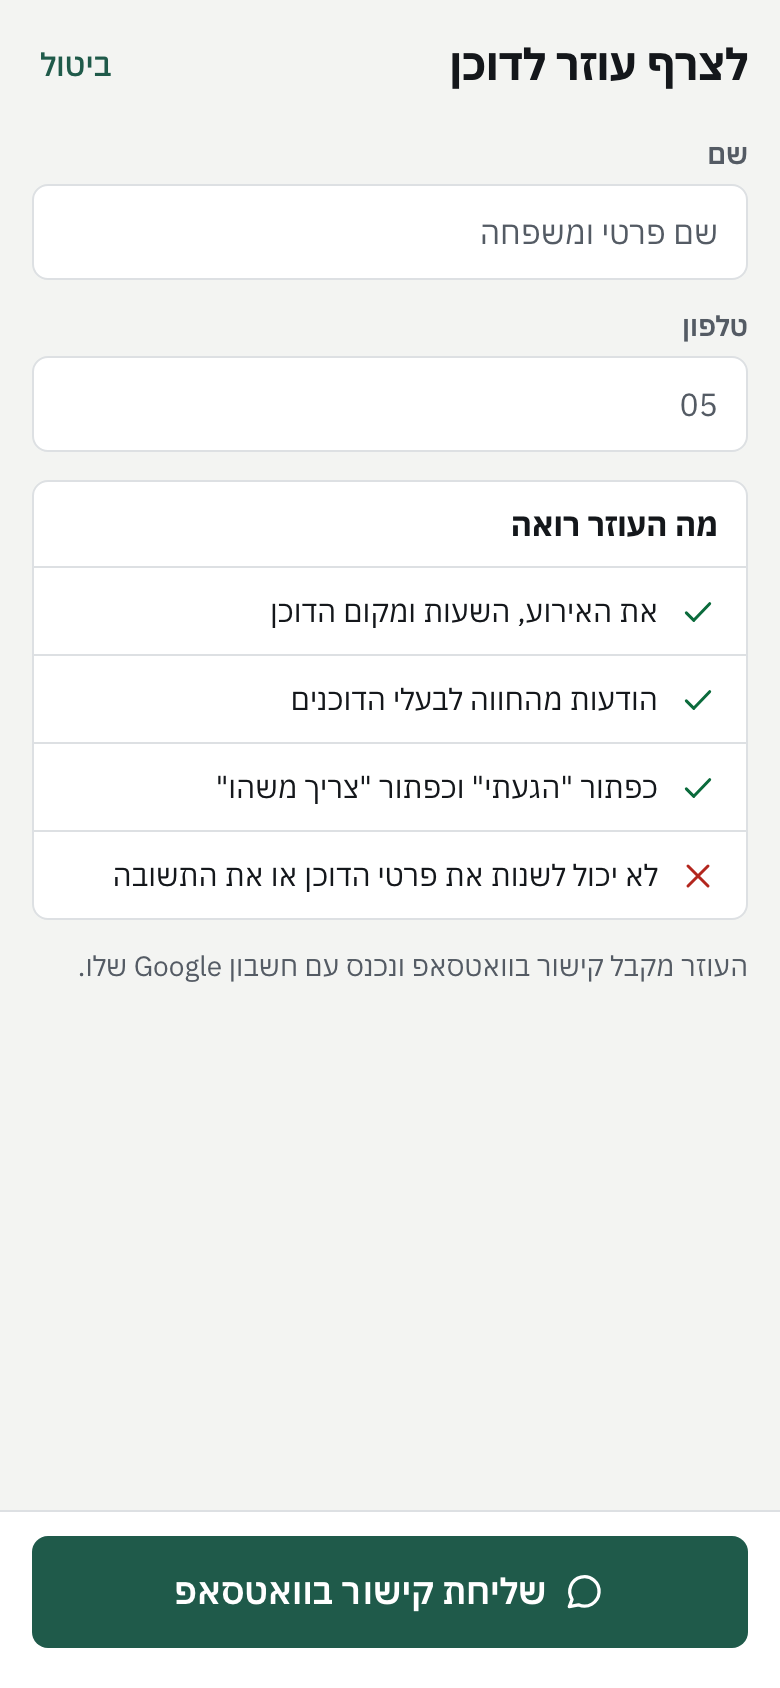 לצרף עוזר לדוכן
ביטול
שם
שם פרטי ומשפחה
טלפון
05
מה העוזר רואה
את האירוע, השעות ומקום הדוכן
הודעות מהחווה לבעלי הדוכנים
כפתור "הגעתי" וכפתור "צריך משהו"
לא יכול לשנות את פרטי הדוכן או את התשובה
העוזר מקבל קישור בוואטסאפ ונכנס עם חשבון Google שלו.
שליחת קישור בוואטסאפ